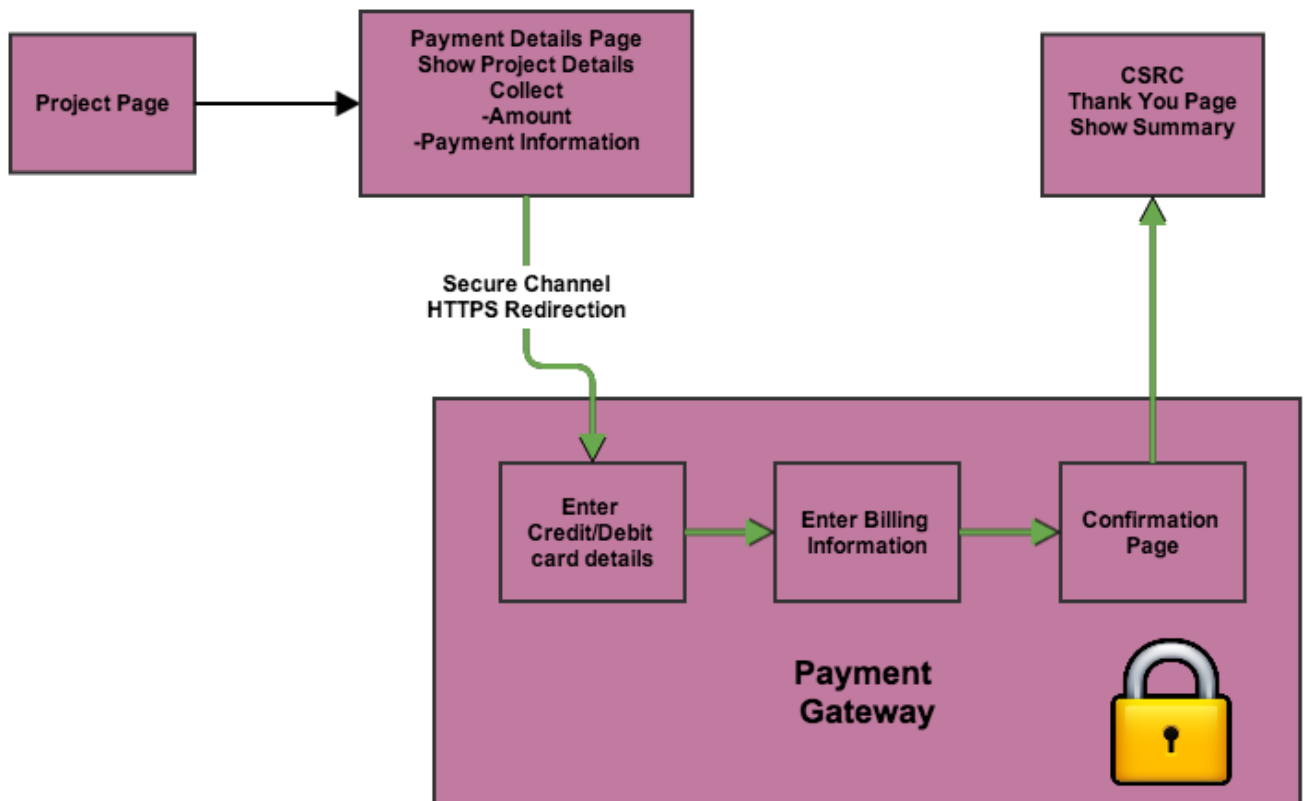 Project Page
Payment Details Page
Show Project Details
Collect
-Amount
-Payment Information
CSRC
Thank You Page
Show Summary
Secure Channel
HTTPS Redirection
Enter
Credit/Debit
card details
Enter Billing
Information
Confirmation
Page
Payment
Gateway